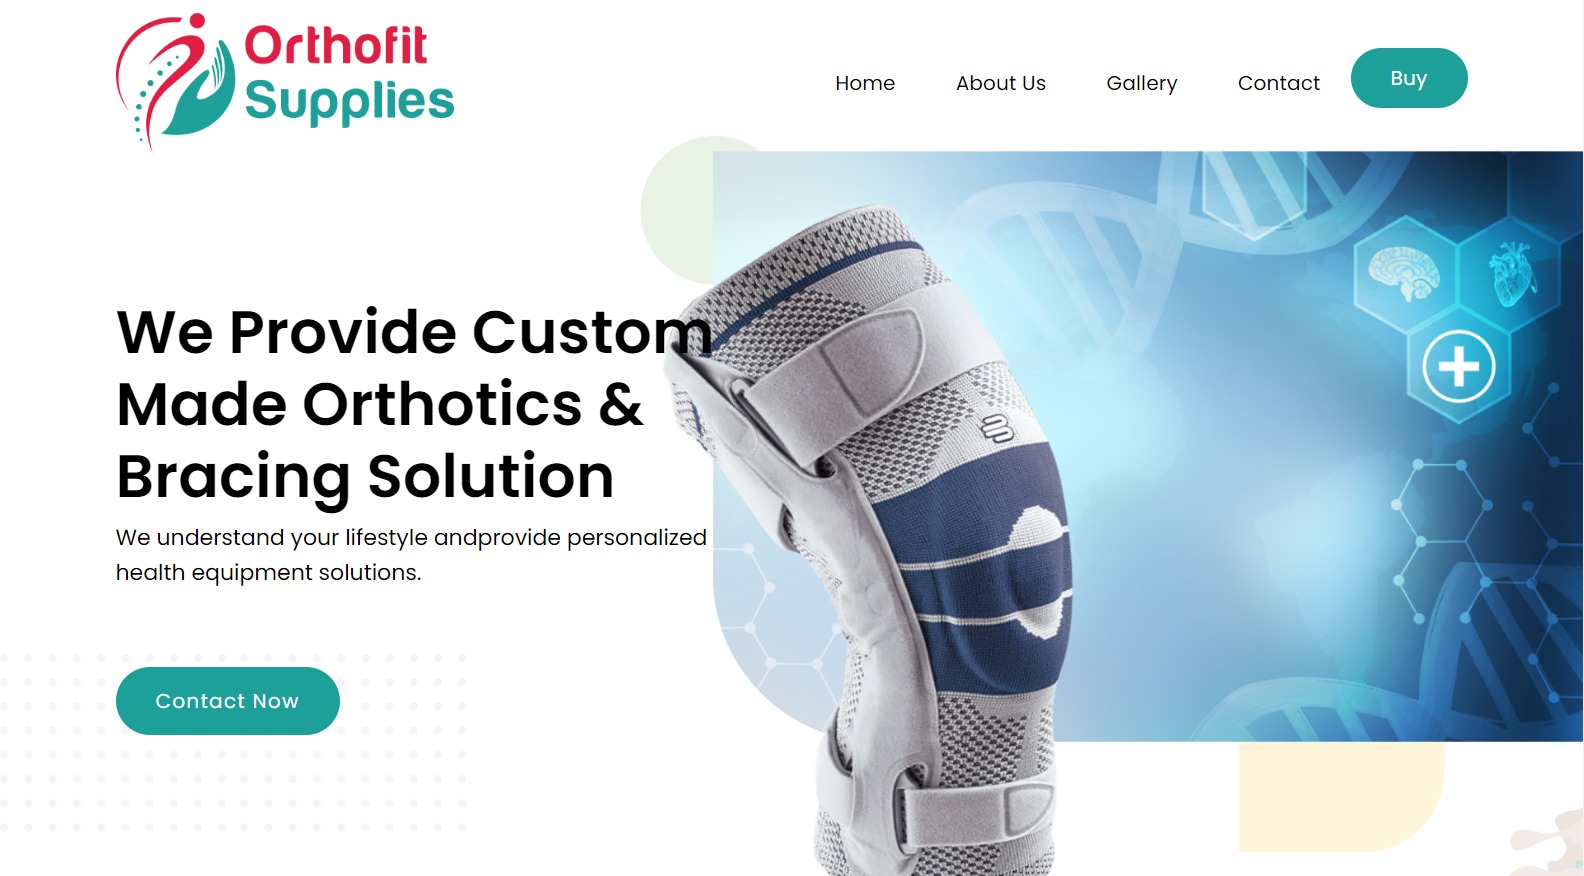 Orthofit
Supplies
Home About Us Gallery Contact Buy
We Provide Custom
Made Orthotics &
Bracing Solution
We understand your lifestyle andprovide personalized
health equipment solutions.
Contact Now